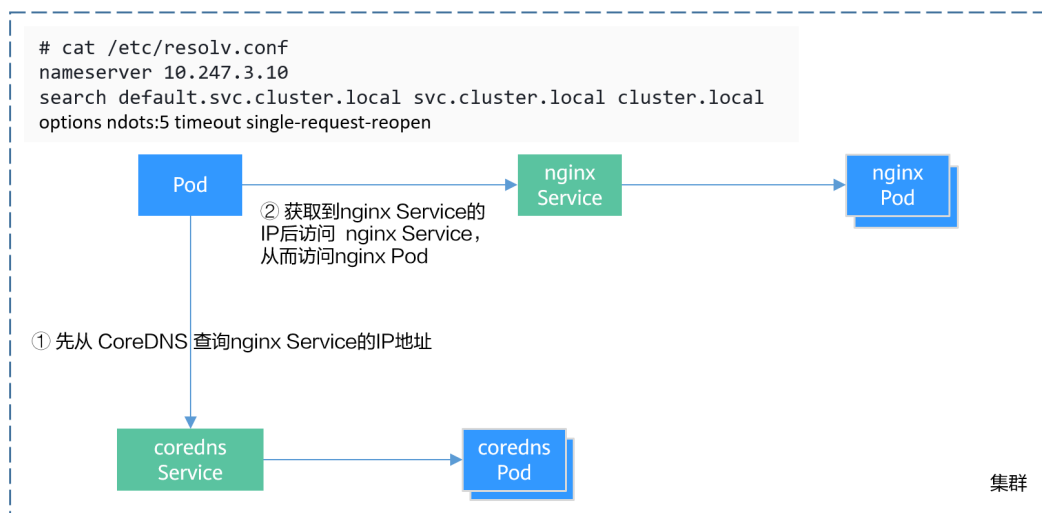 # cat /etc/resolv.conf
nameserver 10.247.3.10
search default.svc.cluster.local svc.cluster.local cluster.local
options ndots:5 timeout single-request-reopen
Pod
nginx
Service
nginx
Pod
② 获取到nginx Service的
IP后访问 nginx Service，
从而访问nginx Pod
① 先从 CoreDNS 查询nginx Service的IP地址
coredns
Service
coredns
Pod
集群